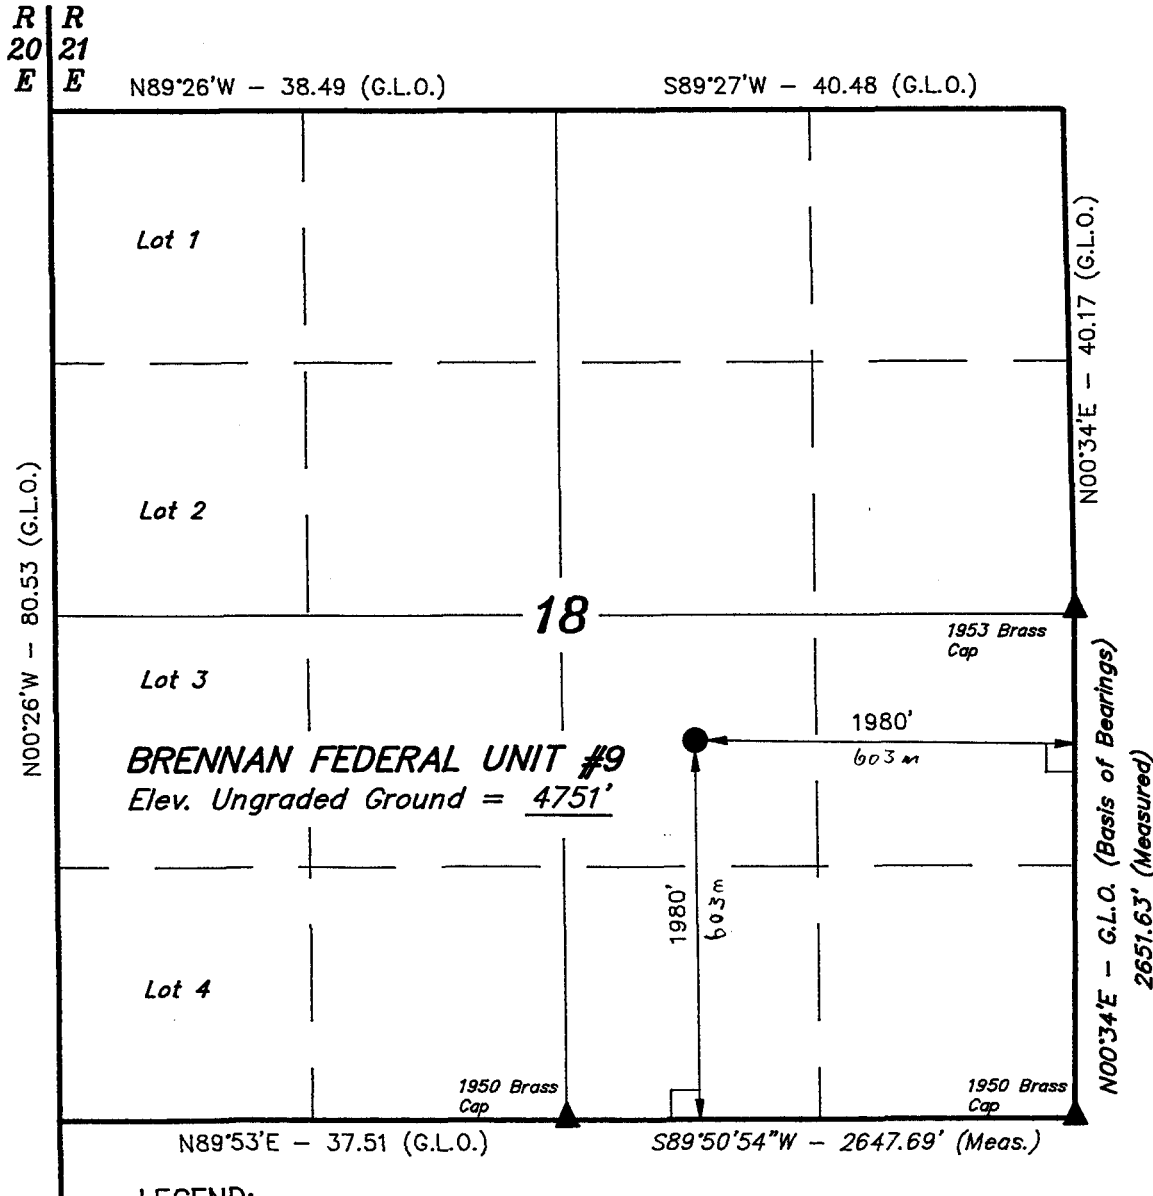 R R
20 21
E E
N89°26'W – 38.49 (G.L.O.)
S89°27'W – 40.48 (G.L.O.)
Lot 1
N00°34'E – 40.17 (G.L.O.)
Lot 2
N00°26'W – 80.53 (G.L.O.)
18
1953 Brass
Cap
Lot 3
1980'
603 m
BRENNAN FEDERAL UNIT #9
Elev. Ungraded Ground = 4751'
1980'
603 m
N00°34'E – G.L.O. (Basis of Bearings)
2651.63' (Measured)
Lot 4
1950 Brass
Cap
1950 Brass
Cap
N89°53'E – 37.51 (G.L.O.)
S89°50'54"W – 2647.69' (Meas.)
LEGEND: